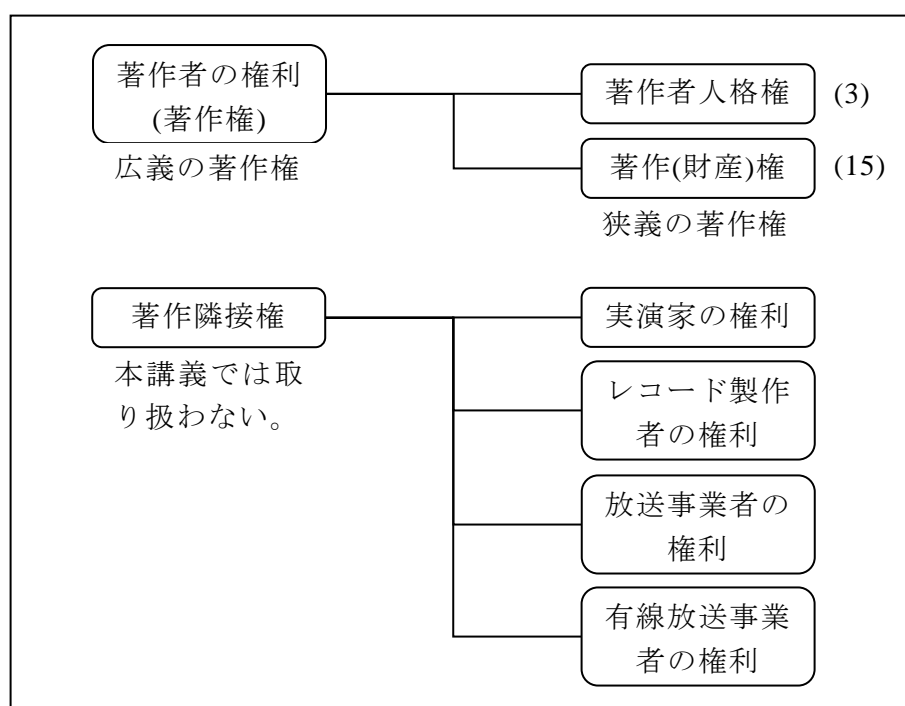 著作者の権利
(著作権)
広義の著作権
著作者人格権
(3)
著作(財産)権
(15)
狭義の著作権
著作隣接権
本講義では取
り扱わない。
実演家の権利
レコード製作
者の権利
放送事業者の
権利
有線放送事業
者の権利